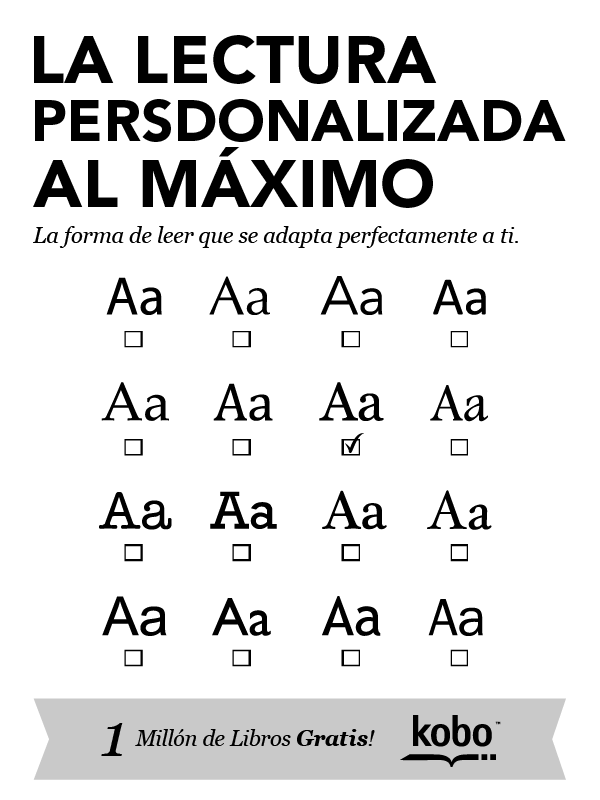 LA LECTURA
PERSDONALIZADA
AL MÁXIMO
La forma de leer que se adapta perfectamente a ti.
Aa Aa Aa Aa
Aa Aa Aa Aa
Aa Aa Aa Aa
Aa Aa Aa Aa
1 Millón de Libros Gratis! kobo™